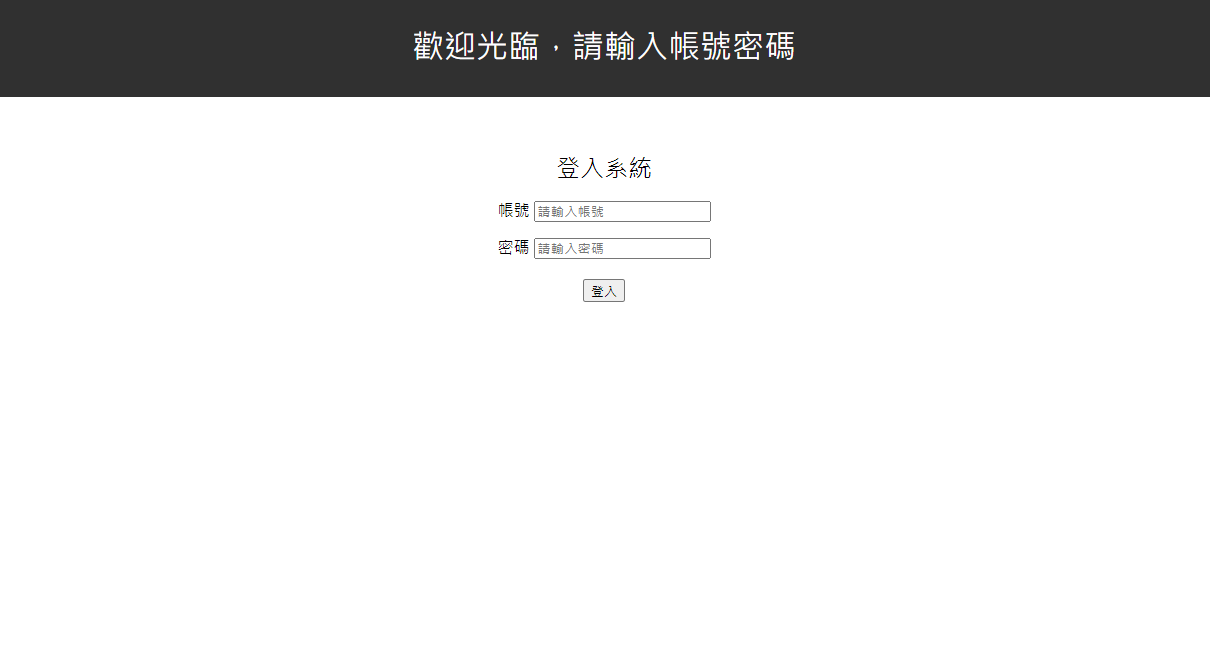 歡迎光臨，請輸入帳號密碼
登入系統
帳號 請輸入帳號
密碼 請輸入密碼
登入